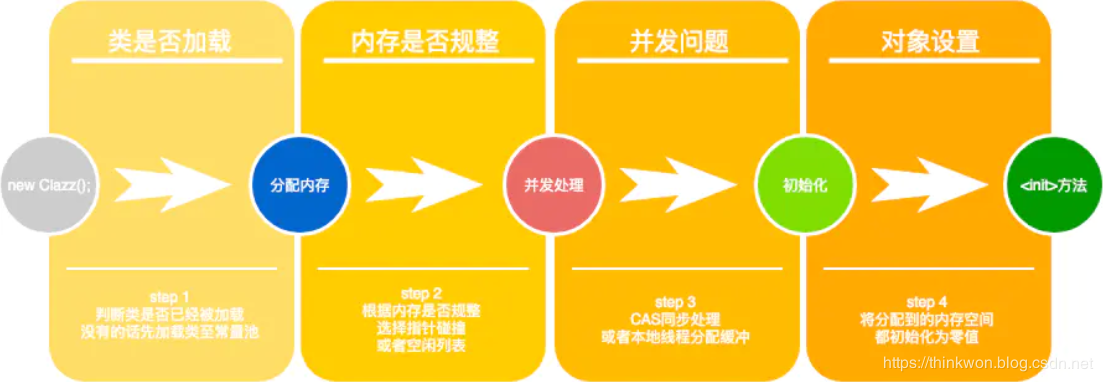 类是否加载
内存是否规整
并发问题
对象设置
new Clazz();
分配内存
并发处理
初始化
<init>方法
step 1
判断类是否已经被加载
没有的话先加载类至常量池
step 2
根据内存是否规整
选择指针碰撞
或者空闲列表
step 3
CAS同步处理
或者本地线程分配缓冲
step 4
将分配到的内存空间
都初始化为零值
https://thinkwon.blog.csdn.net